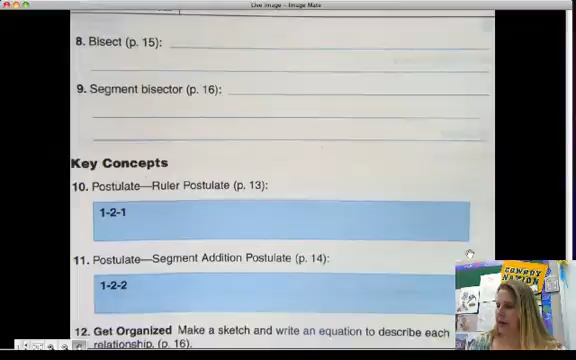 Live Image – Image Mate
8. Bisect (p. 15):
9. Segment bisector (p. 16):
Key Concepts
10. Postulate—Ruler Postulate (p. 13):
1-2-1
11. Postulate—Segment Addition Postulate (p. 14):
1-2-2
12. Get Organized Make a sketch and write an equation to describe each
relationship. (p. 16).
COWBOY
NATION